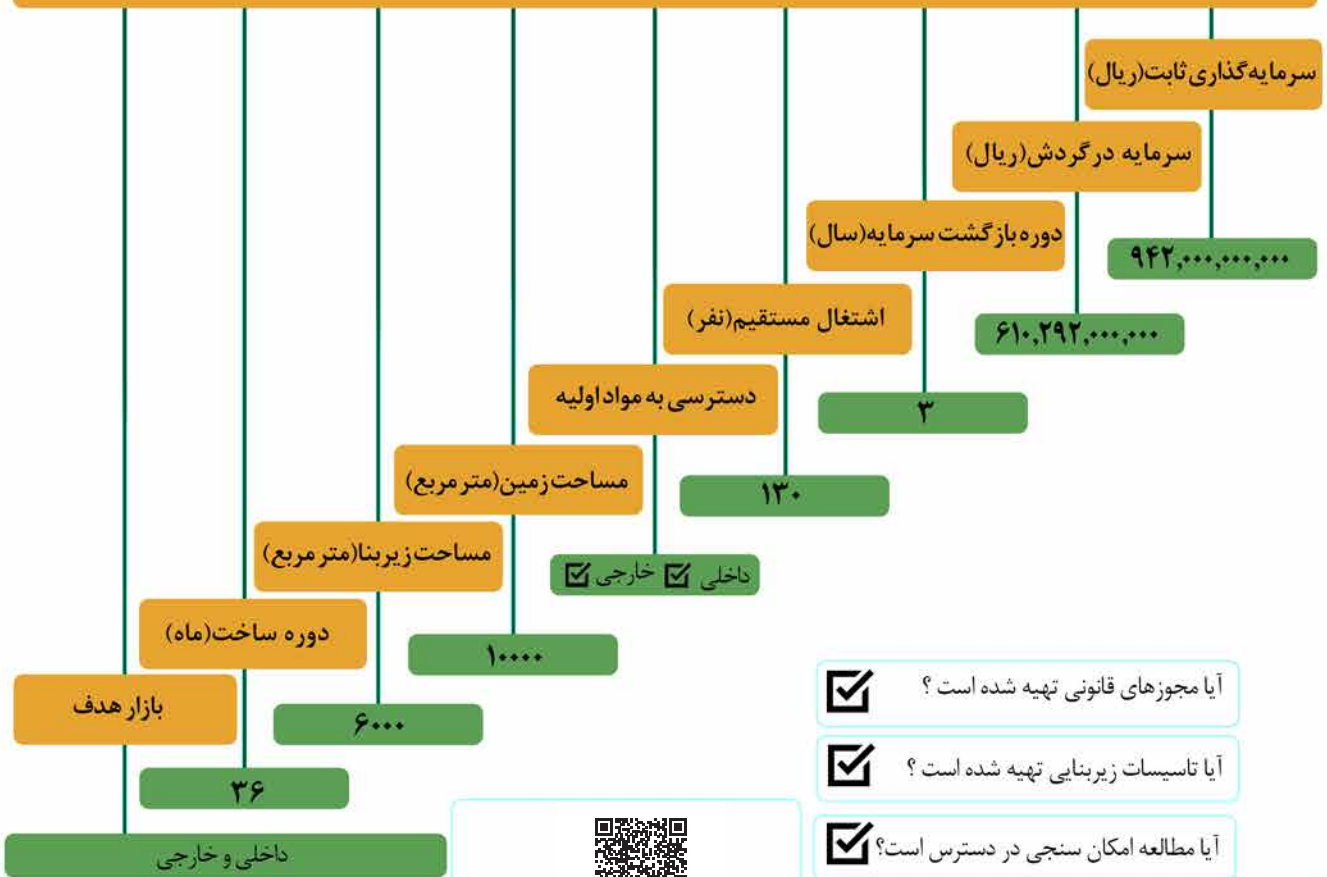 سرمایه‌گذاری ثابت(ریال)
۹۴۲,۰۰۰,۰۰۰,۰۰۰
سرمایه در گردش(ریال)
۶۱۰,۲۹۲,۰۰۰,۰۰۰
دوره بازگشت سرمایه(سال)
۳
اشتغال مستقیم(نفر)
۱۳۰
دسترسی به مواد اولیه
داخلی ☑ خارجی ☑
مساحت زمین(متر مربع)
۱۰۰۰۰
مساحت زیربنا(متر مربع)
۶۰۰۰
دوره ساخت(ماه)
۳۶
بازار هدف
داخلی و خارجی
آیا مجوزهای قانونی تهیه شده است ؟ ☑
آیا تاسیسات زیربنایی تهیه شده است ؟ ☑
آیا مطالعه امکان سنجی در دسترس است؟ ☑